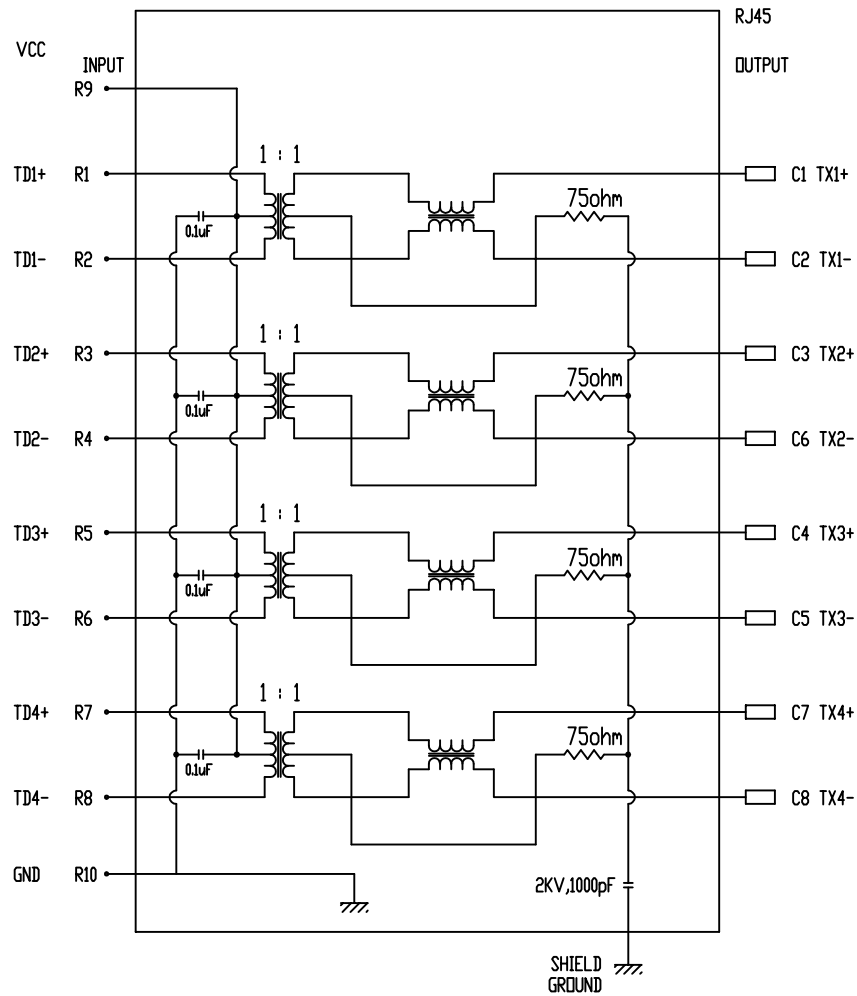 RJ45
VCC
INPUT
OUTPUT
R9
1 : 1
TD1+ R1
75ohm
C1 TX1+
0.1uF
TD1- R2
C2 TX1-
1 : 1
TD2+ R3
75ohm
C3 TX2+
0.1uF
TD2- R4
C6 TX2-
1 : 1
TD3+ R5
75ohm
C4 TX3+
0.1uF
TD3- R6
C5 TX3-
1 : 1
TD4+ R7
75ohm
C7 TX4+
0.1uF
TD4- R8
C8 TX4-
GND R10
2KV,1000pF
SHIELD
GROUND